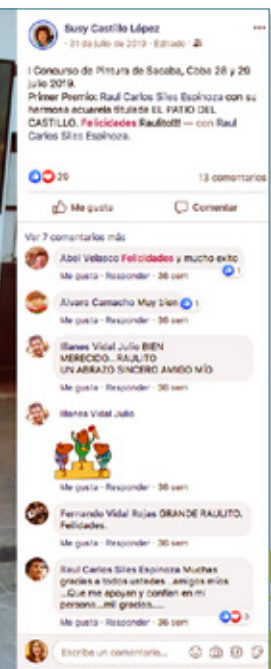 Susy Castillo López
- 31 de julio de 2019 - Editado ·
I Concurso de Pintura de Sacaba, Cbba 28 y 29
julio 2019.
Primer Premio: Raul Carlos Siles Espinoza con su
hermosa acuarela titulada EL PATIO DEL
CASTILLO. Felicidades Raulito!!! — con Raul
Carlos Siles Espinoza.
29
13 comentarios
Me gusta
Comentar
Ver 7 comentarios más
Abel Velasco Felicidades y mucho exito
1
Me gusta · Responder · 36 sem
Alvaro Camacho Muy bien
1
Me gusta · Responder · 36 sem
Illanes Vidal Julio BIEN
MERECIDO...RAULITO
UN ABRAZO SINCERO AMIGO MÍO
Me gusta · Responder · 36 sem
Illanes Vidal Julio
Me gusta · Responder · 36 sem
Fernando Vidal Rojas GRANDE RAULITO.
Felicidades.
Me gusta · Responder · 36 sem
Raul Carlos Siles Espinoza Muchas
gracias a todos ustedes ..amigos mios
...Que me apoyan y confien en mi
persona...mil gracias.....
3
Me gusta · Responder · 36 sem
Escribe un comentario...